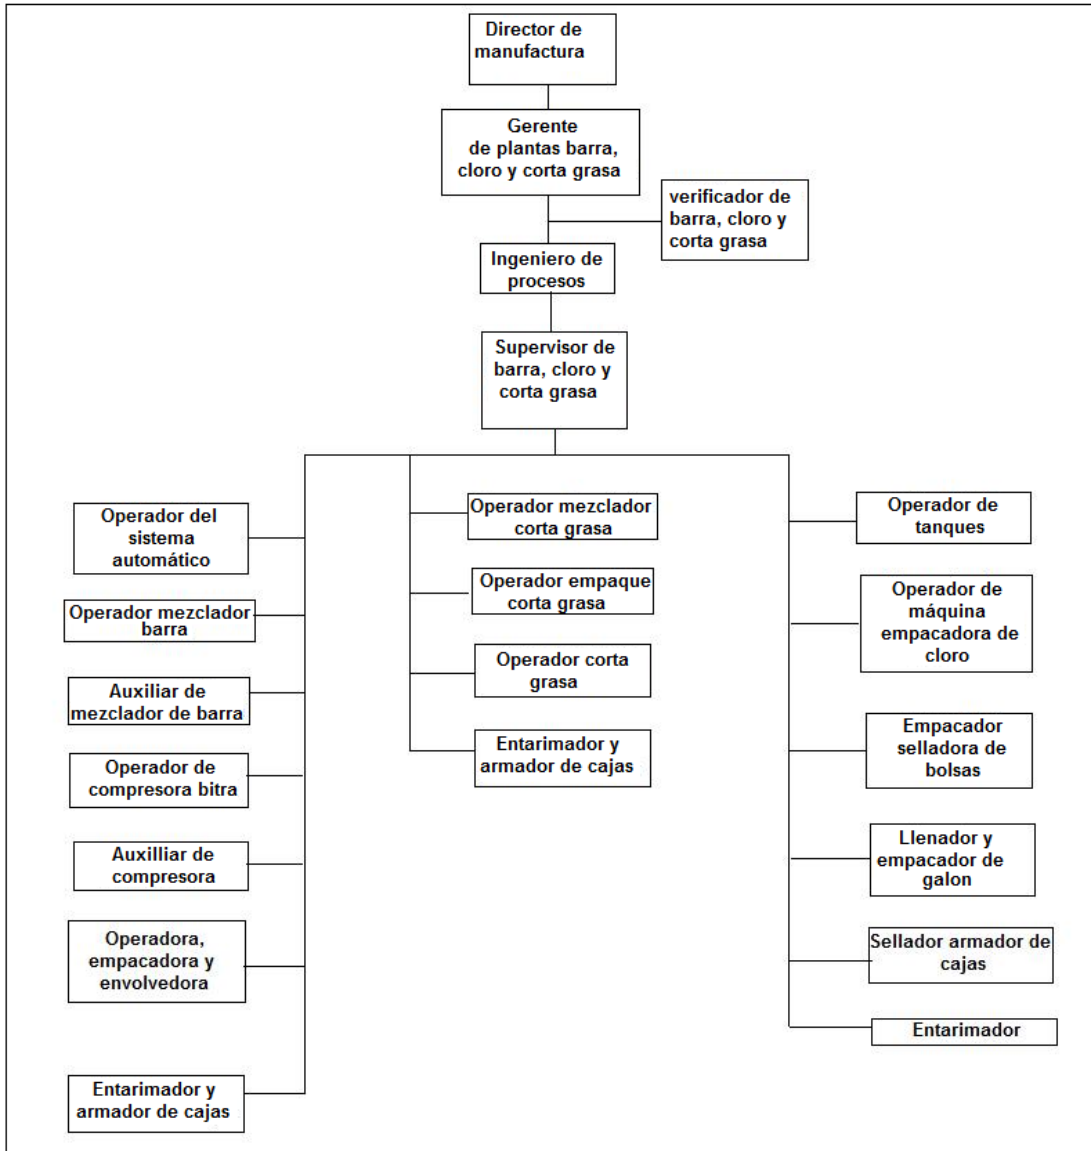 Director de
manufactura
Gerente
de plantas barra,
cloro y corta grasa
verificador de
barra, cloro y
corta grasa
Ingeniero de
procesos
Supervisor de
barra, cloro y
corta grasa
Operador del
sistema
automático
Operador mezclador
barra
Auxiliar de
mezclador de barra
Operador de
compresora bitra
Auxilliar de
compresora
Operadora,
empacadora y
envolvedora
Entarimador y
armador de cajas
Operador mezclador
corta grasa
Operador empaque
corta grasa
Operador corta
grasa
Entarimador y
armador de cajas
Operador de
tanques
Operador de
máquina
empacadora de
cloro
Empacador
selladora de
bolsas
Llenador y
empacador de
galon
Sellador armador de
cajas
Entarimador